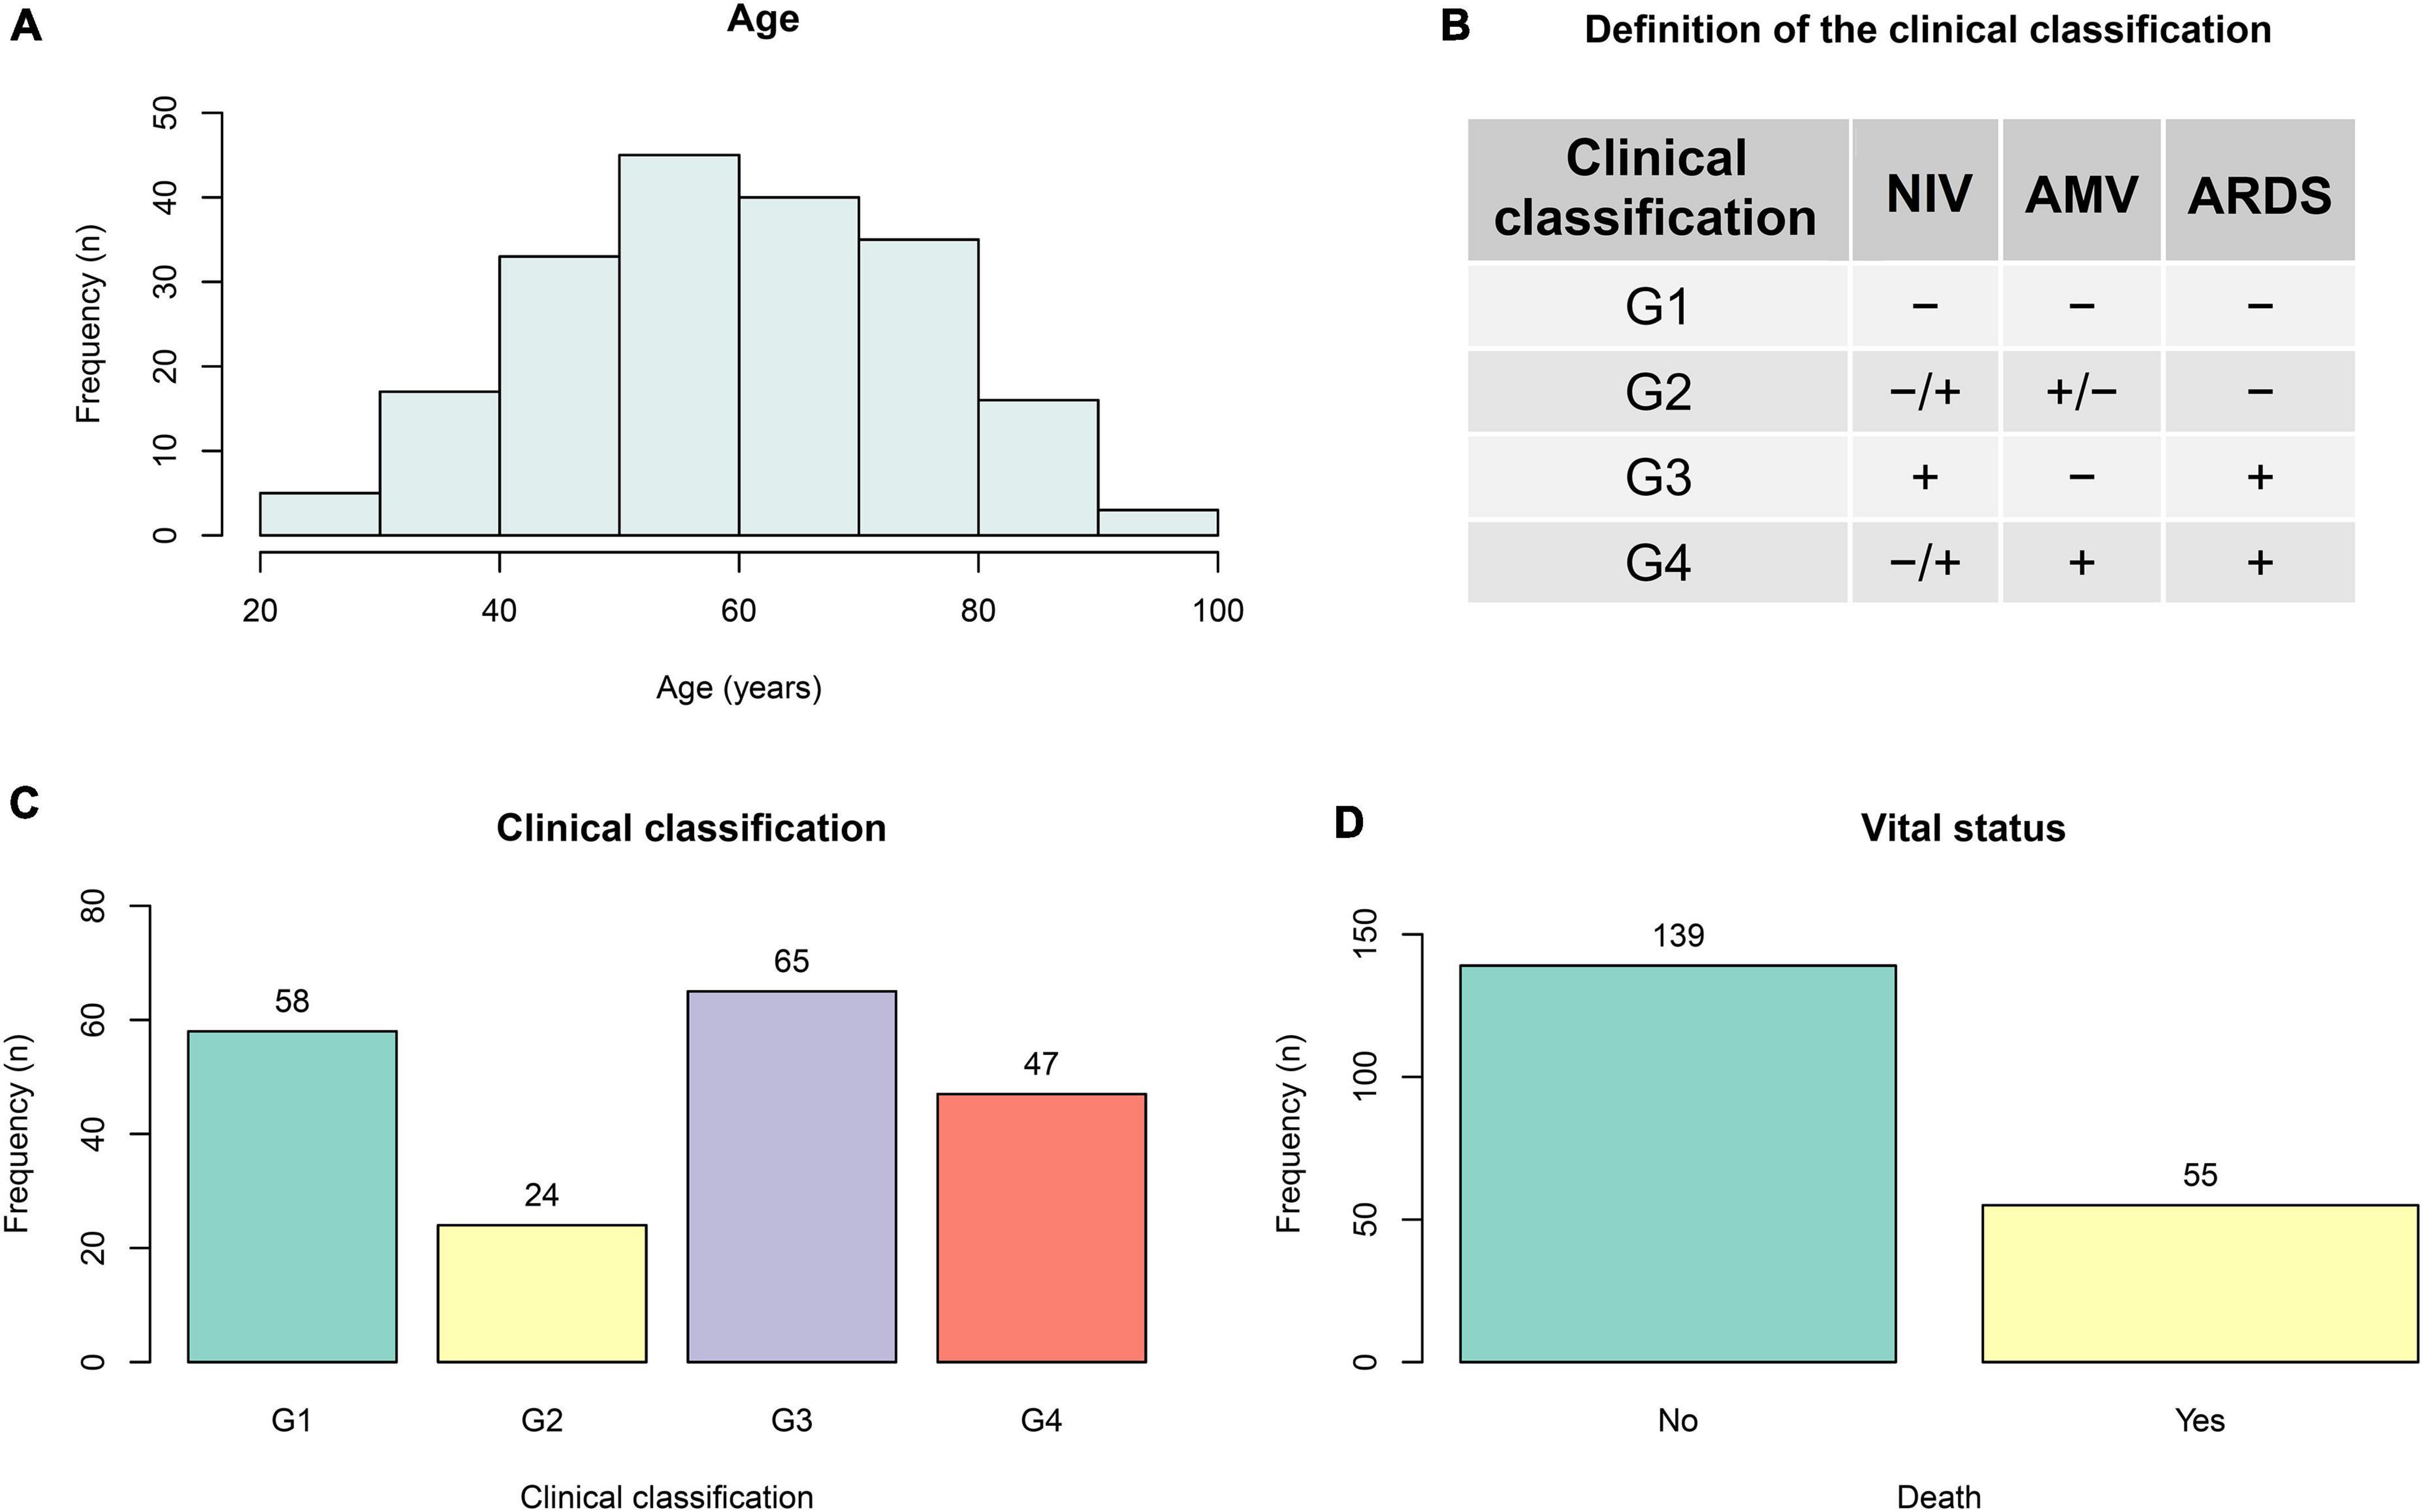 A
Age
50
40
30
20
10
0
Frequency (n)
20 40 60 80 100
Age (years)
B
Definition of the clinical classification
Clinical classification NIV AMV ARDS
G1 − − −
G2 −/+ +/− −
G3 + − +
G4 −/+ + +
C
Clinical classification
80
60
40
20
0
Frequency (n)
58
24
65
47
G1 G2 G3 G4
Clinical classification
D
Vital status
150
100
50
0
Frequency (n)
139
55
No Yes
Death